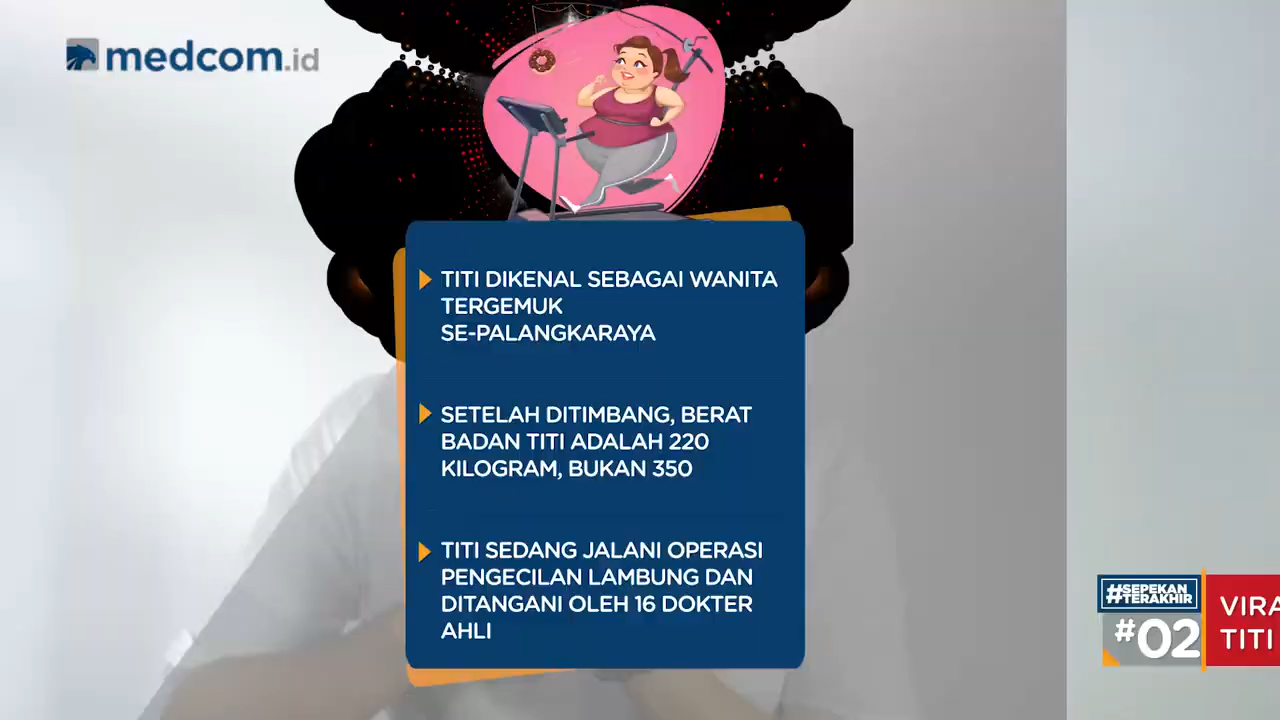 medcom.id
TITI DIKENAL SEBAGAI WANITA
TERGEMUK
SE-PALANGKARAYA
SETELAH DITIMBANG, BERAT
BADAN TITI ADALAH 220
KILOGRAM, BUKAN 350
TITI SEDANG JALANI OPERASI
PENGECILAN LAMBUNG DAN
DITANGANI OLEH 16 DOKTER
AHLI
#SEPEKAN
TERAKHIR
#02
TITI